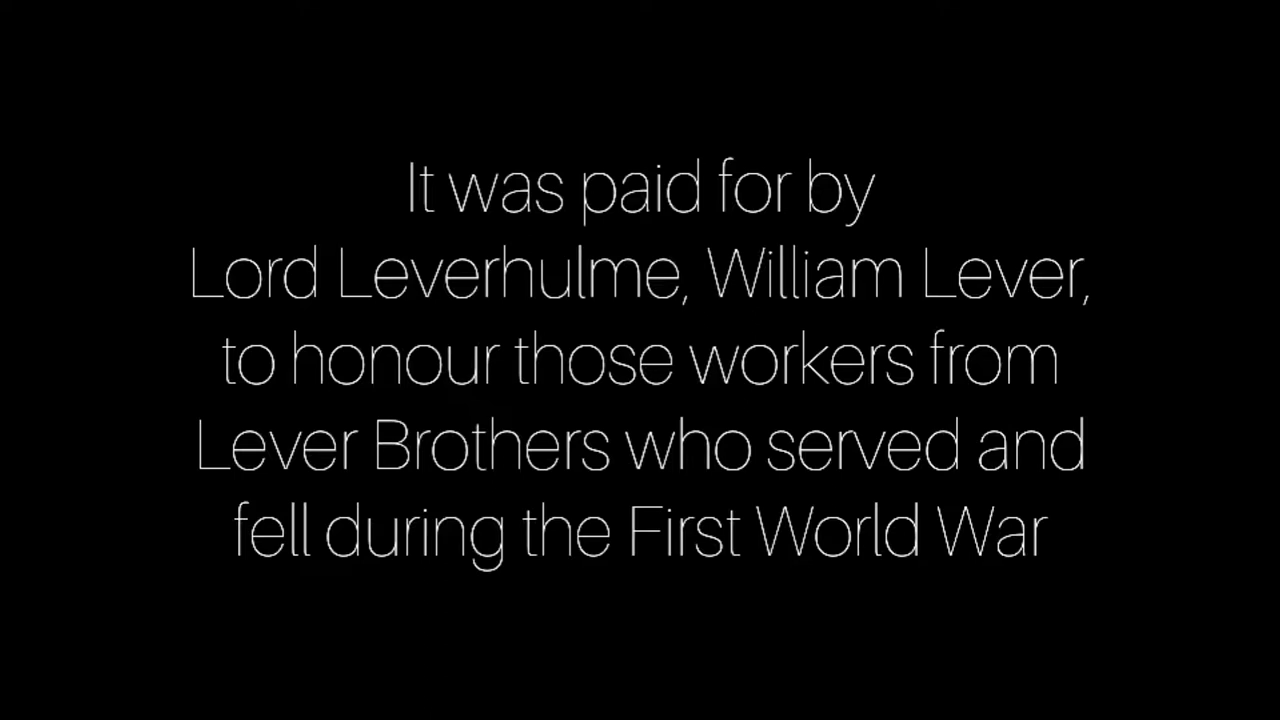 It was paid for by
Lord Leverhulme, William Lever,
to honour those workers from
Lever Brothers who served and
fell during the First World War